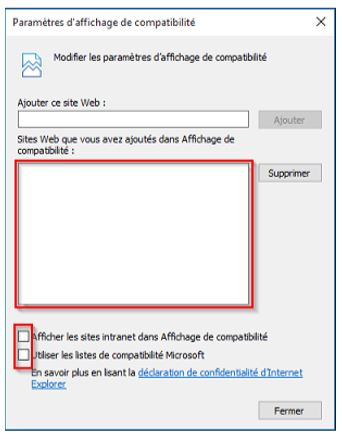 Paramètres d'affichage de compatibilité
Modifier les paramètres d'affichage de compatibilité
Ajouter ce site Web :
Ajouter
Sites Web que vous avez ajoutés dans Affichage de
compatibilité :
Supprimer
Afficher les sites intranet dans Affichage de compatibilité
Utiliser les listes de compatibilité Microsoft
En savoir plus en lisant la déclaration de confidentialité d'Internet
Explorer
Fermer